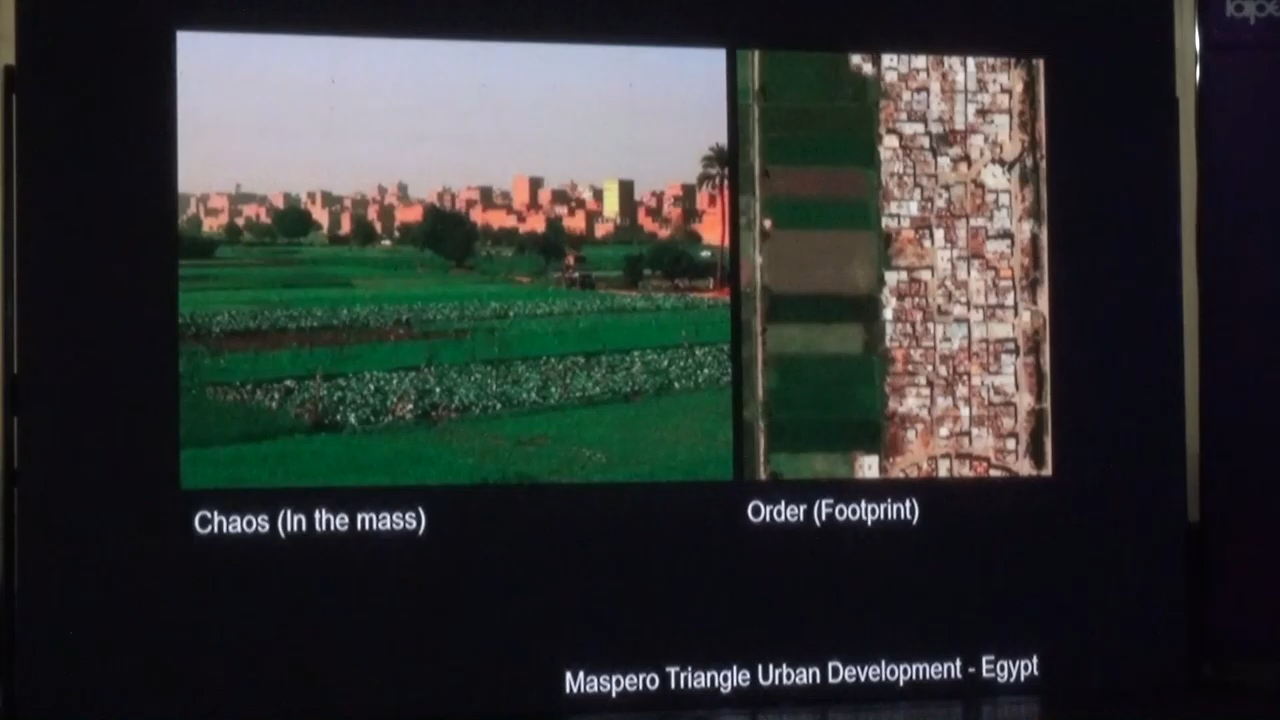 Chaos (In the mass)
Order (Footprint)
Maspero Triangle Urban Development - Egypt